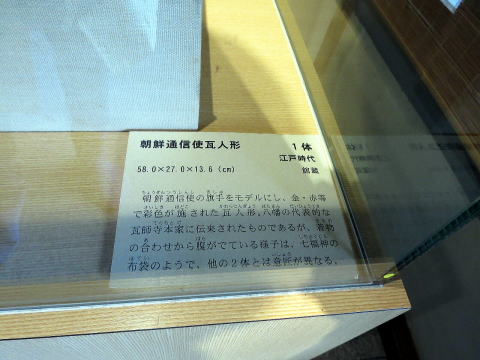 朝鮮通信使瓦人形 1体
江戸時代
58.0×27.0×13.5(cm) 館蔵
朝鮮通信使の旗手をモデルにし、金・赤等
で彩色が施された瓦人形。八幡の代表的な
瓦師寺本家に伝来されたものであるが、着物
の合わせから腹がでている様子は、七福神の
布袋のようで、他の2体とは意匠が異なる。